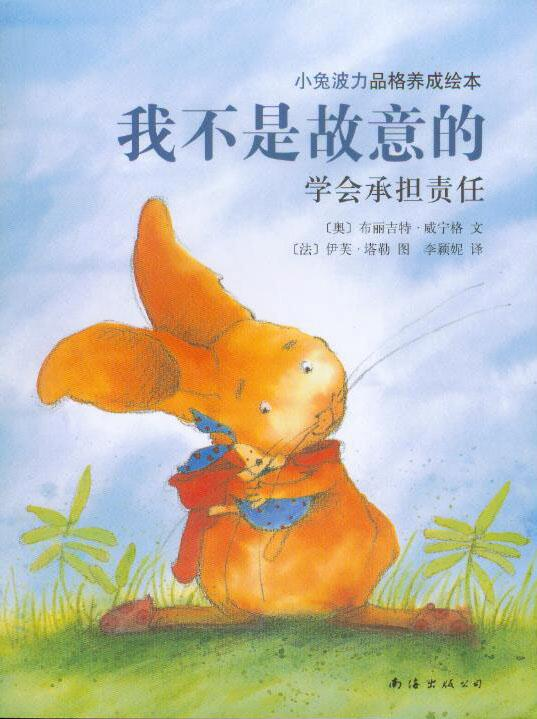 小兔波力品格养成绘本
我不是故意的
学会承担责任
〔奥〕布丽吉特·威宁格 文
〔法〕伊芙·塔勒 图 李颖妮 译
南海出版公司